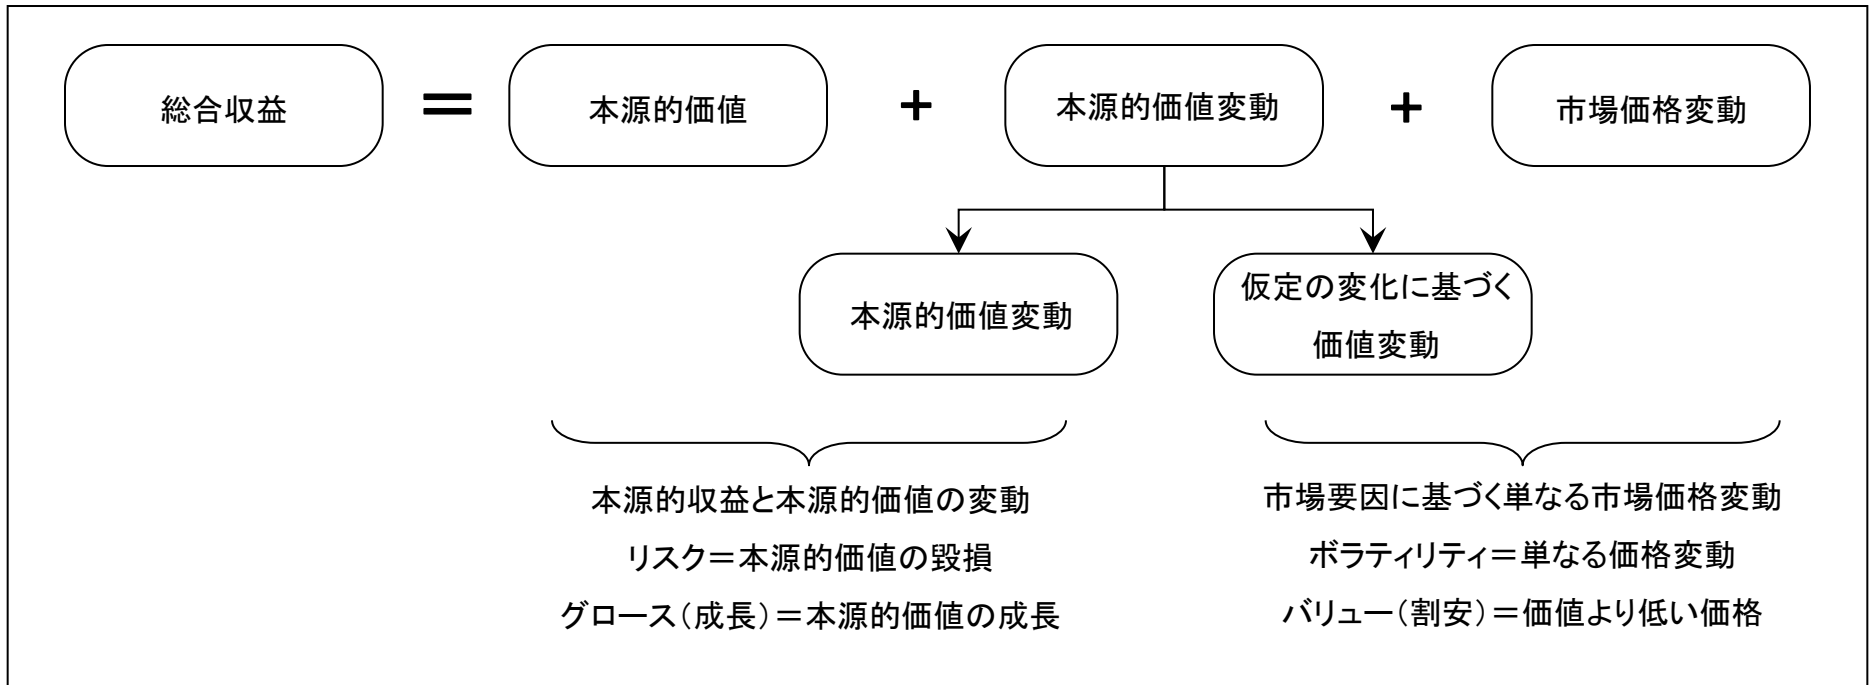 総合収益 = 本源的価値 + 本源的価値変動 + 市場価格変動
本源的価値変動
仮定の変化に基づく
価値変動
本源的収益と本源的価値の変動
リスク=本源的価値の毀損
グロース(成長)=本源的価値の成長
市場要因に基づく単なる市場価格変動
ボラティリティ=単なる価格変動
バリュー(割安)=価値より低い価格